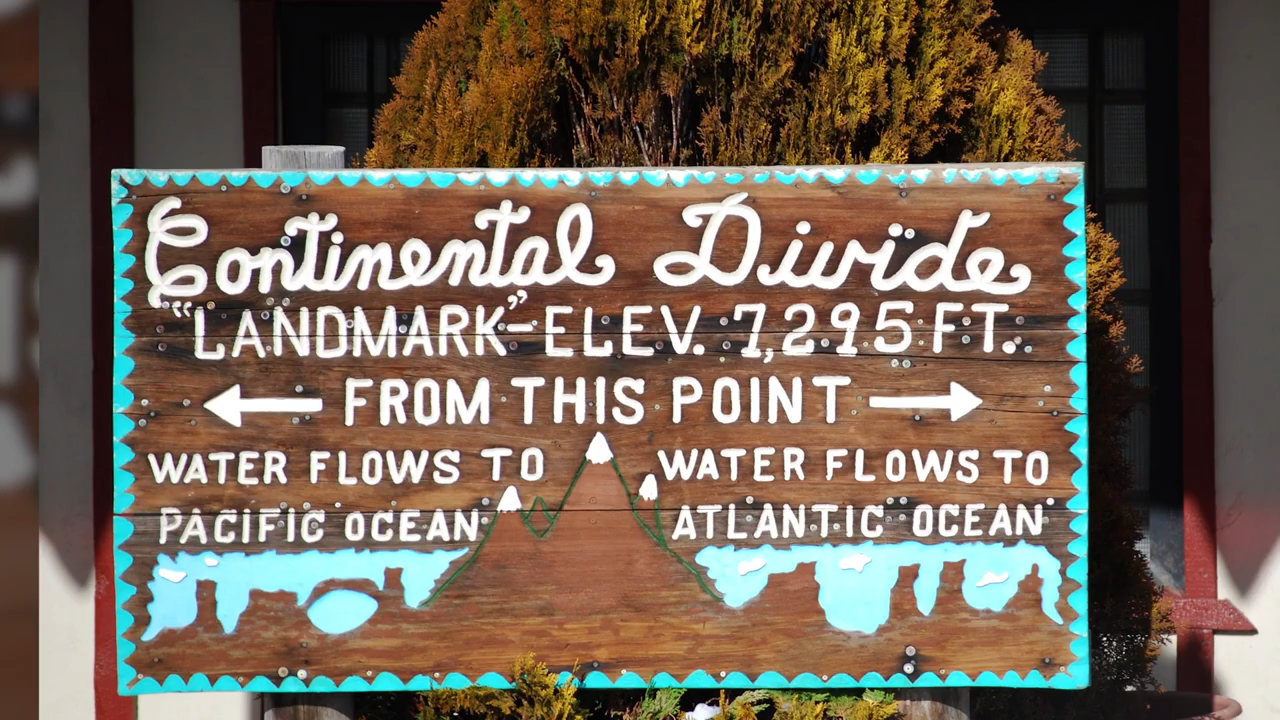 Continental Divide
"LANDMARK"-ELEV. 7,295 FT.
FROM THIS POINT
WATER FLOWS TO
PACIFIC OCEAN
WATER FLOWS TO
ATLANTIC OCEAN